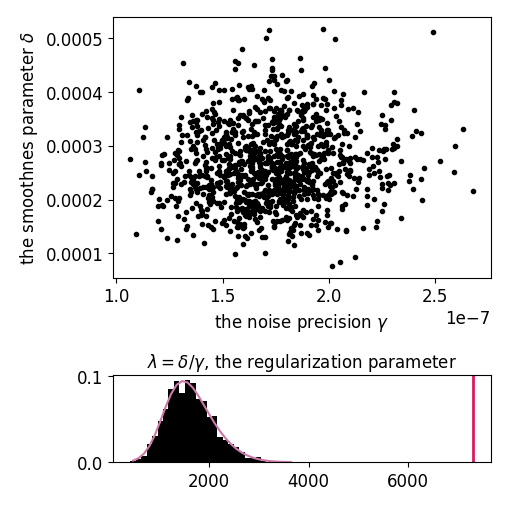 the smoothnes parameter δ
0.0005
0.0004
0.0003
0.0002
0.0001
1.0 1.5 2.0 2.5
the noise precision γ 1e−7
λ = δ/γ, the regularization parameter
0.1
0.0
2000 4000 6000